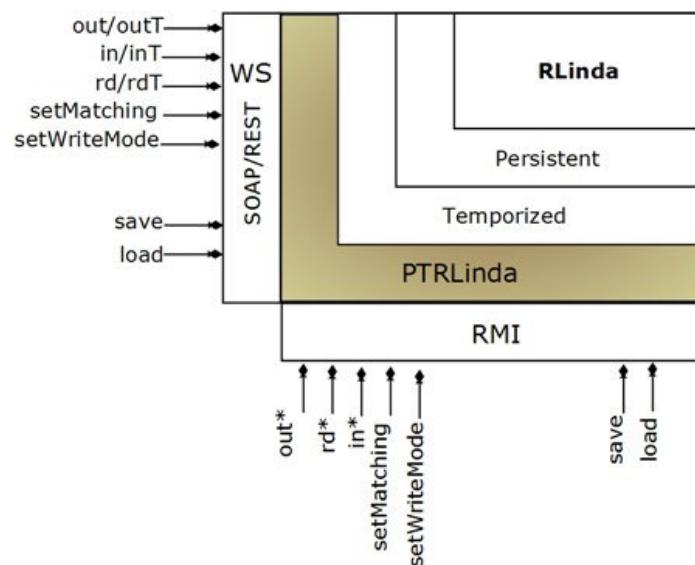 out/outT
in/inT
rd/rdT
setMatching
setWriteMode
save
load
WS
SOAP/REST
RLinda
Persistent
Temporized
PTRLinda
RMI
out*
rd*
in*
setMatching
setWriteMode
save
load